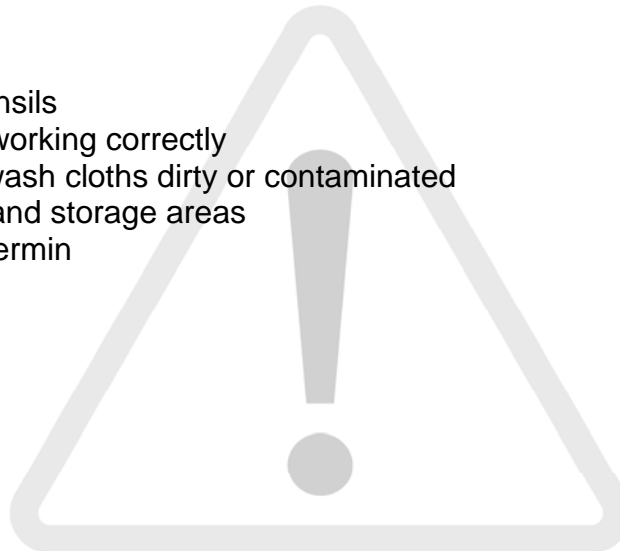 nsils
working correctly
wash cloths dirty or contaminated
and storage areas
ermin